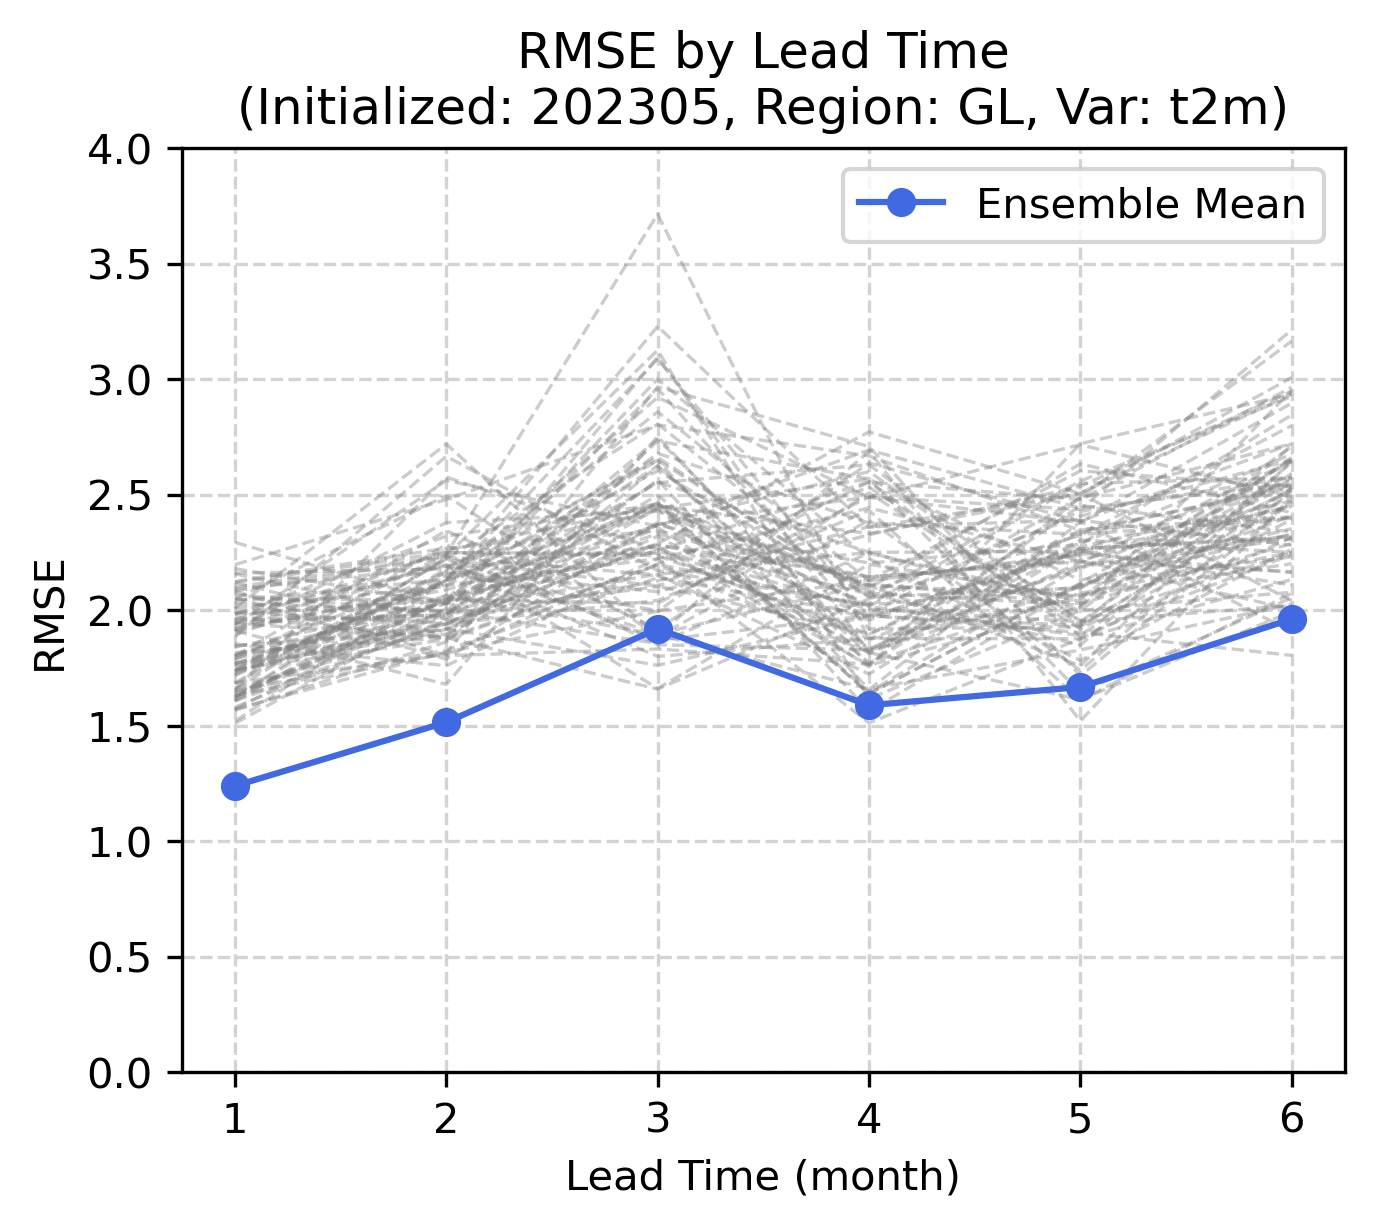 RMSE by Lead Time
(Initialized: 202305, Region: GL, Var: t2m)
Ensemble Mean
RMSE
4.0
3.5
3.0
2.5
2.0
1.5
1.0
0.5
0.0
1 2 3 4 5 6
Lead Time (month)